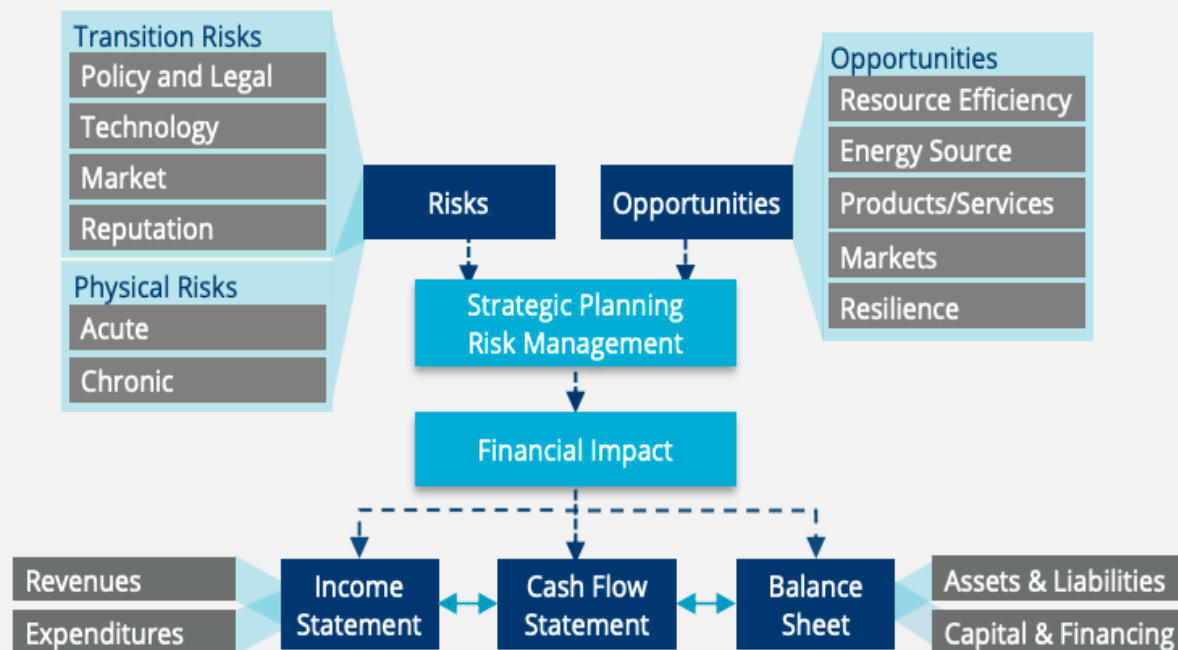 Transition Risks
Policy and Legal
Technology
Market
Reputation
Physical Risks
Acute
Chronic
Risks
Opportunities
Opportunities
Resource Efficiency
Energy Source
Products/Services
Markets
Resilience
Strategic Planning
Risk Management
Financial Impact
Revenues
Expenditures
Income
Statement
Cash Flow
Statement
Balance
Sheet
Assets & Liabilities
Capital & Financing